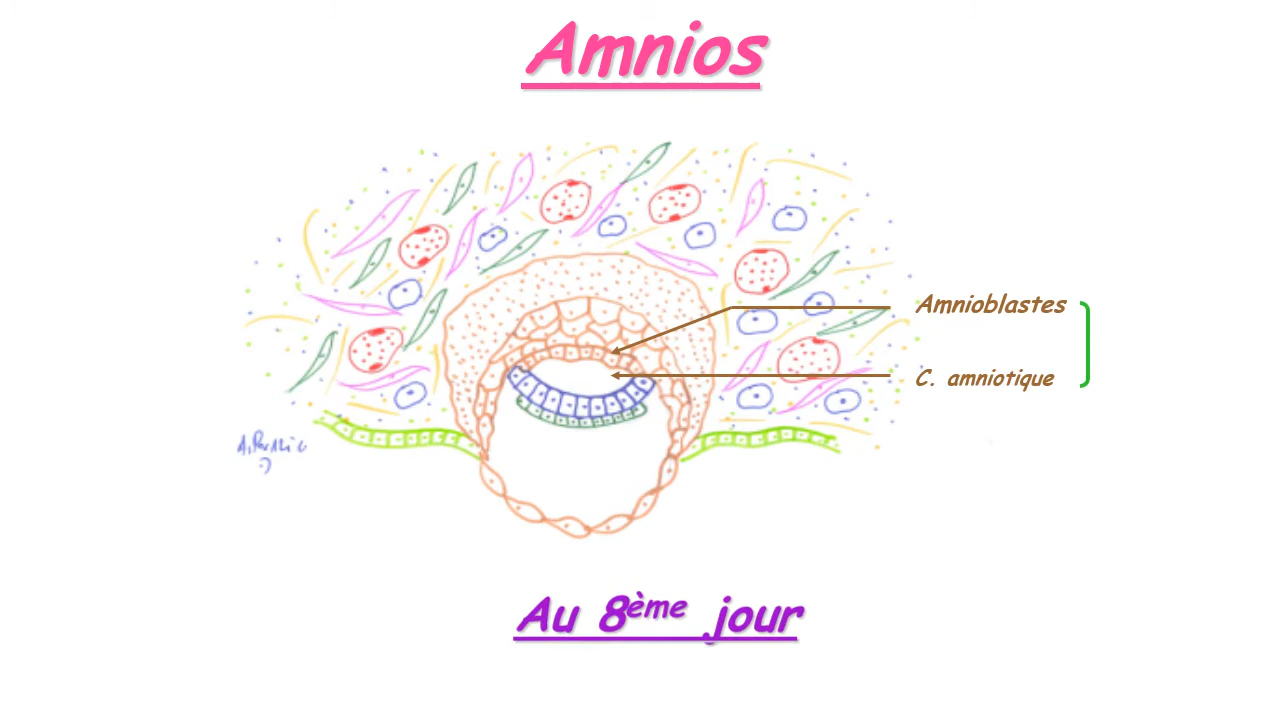 Amnios
Amnioblastes
C. amniotique
Au 8ème jour